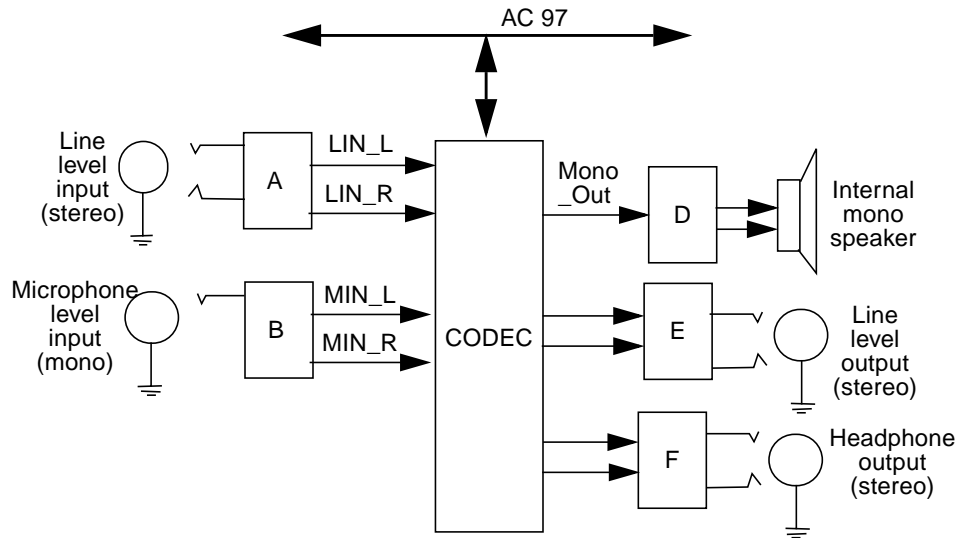 AC 97
Line
level
input
(stereo)
A
LIN_L
LIN_R
Microphone
level
input
(mono)
B
MIN_L
MIN_R
CODEC
Mono
_Out
D
Internal
mono
speaker
E
Line
level
output
(stereo)
F
Headphone
output
(stereo)